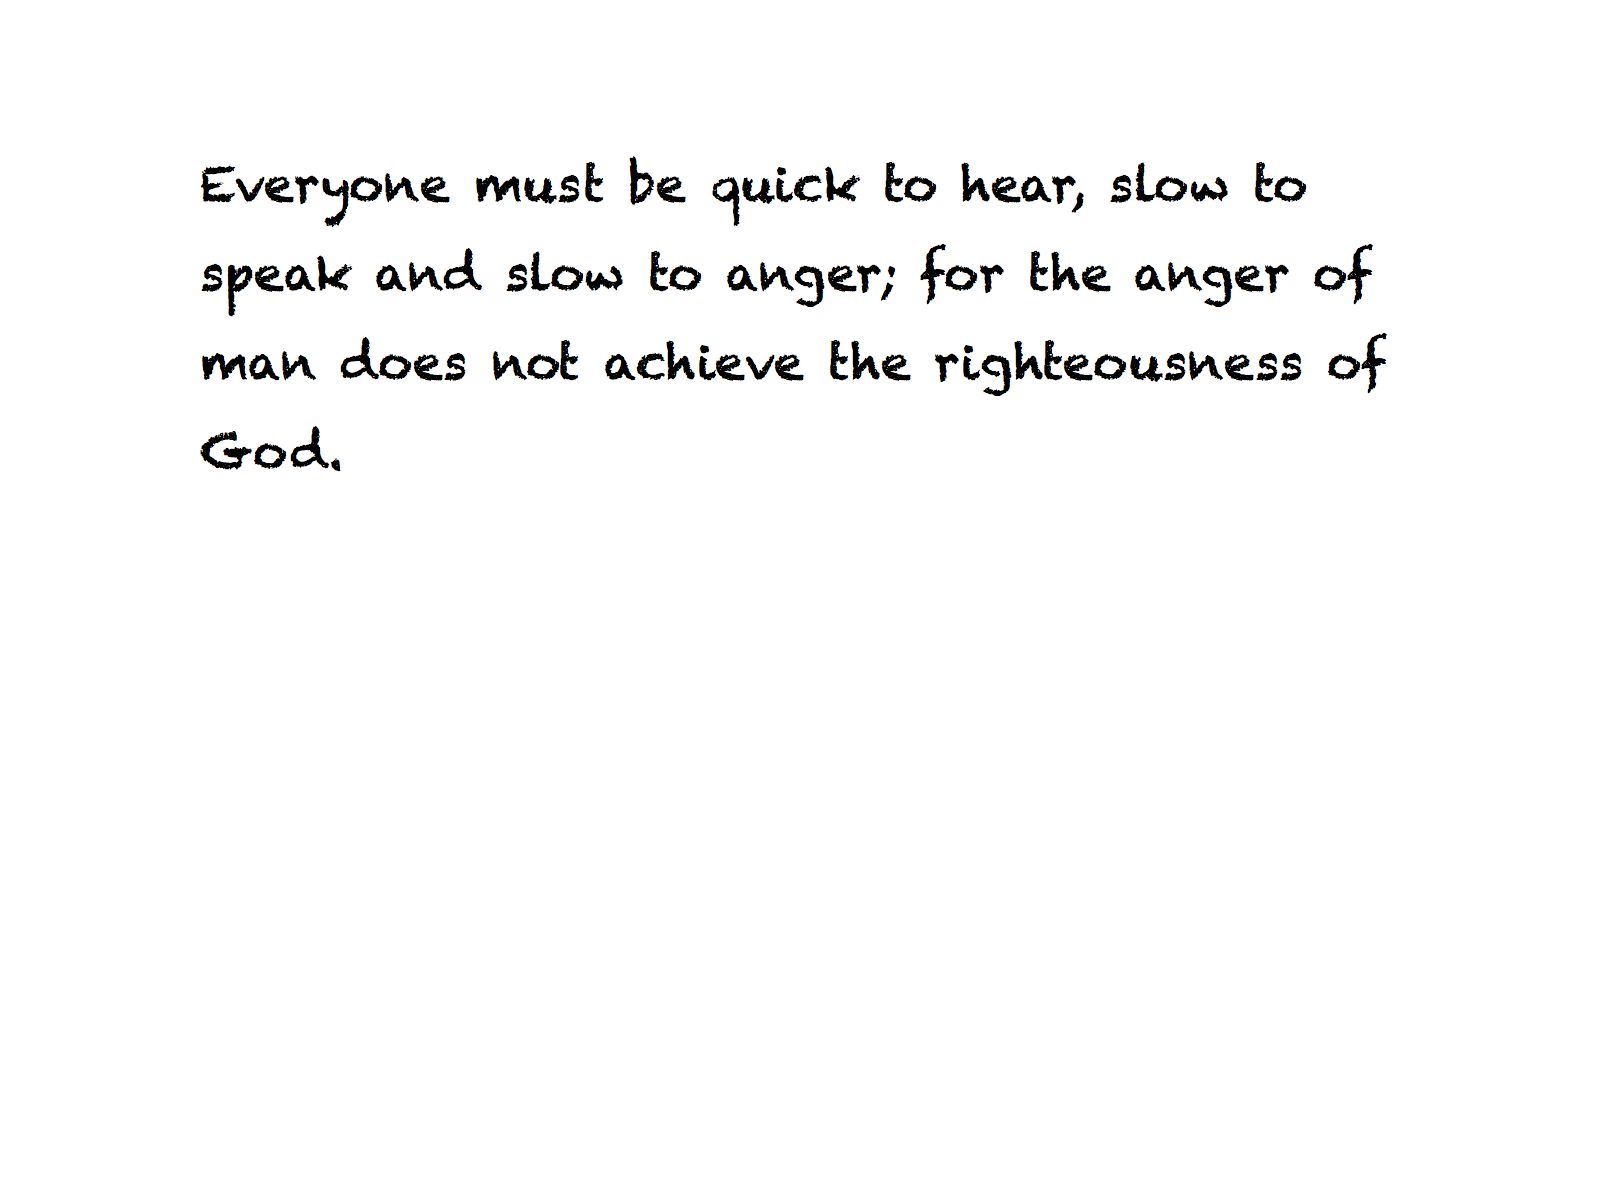 Everyone must be quick to hear, slow to
speak and slow to anger; for the anger of
man does not achieve the righteousness of
God.